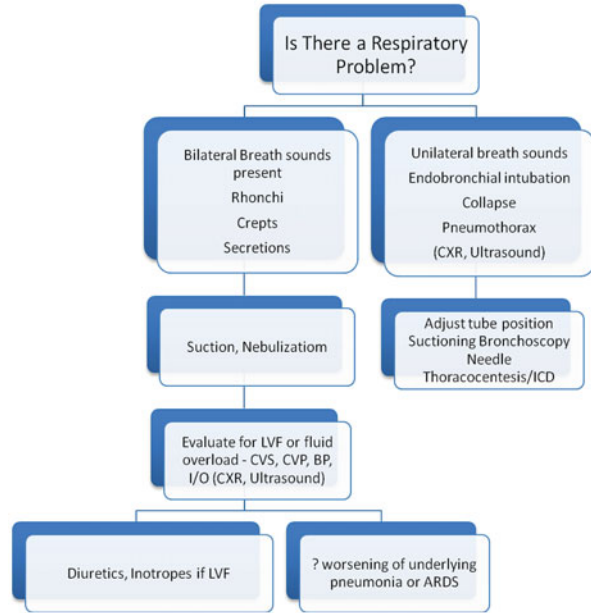 Is There a Respiratory
Problem?
Bilateral Breath sounds
present
Rhonchi
Crepts
Secretions
Unilateral breath sounds
Endobronchial intubation
Collapse
Pneumothorax
(CXR, Ultrasound)
Suction, Nebulizatiom
Adjust tube position
Suctioning Bronchoscopy
Needle
Thoracocentesis/ICD
Evaluate for LVF or fluid
overload - CVS, CVP, BP,
I/O (CXR, Ultrasound)
Diuretics, Inotropes if LVF
? worsening of underlying
pneumonia or ARDS